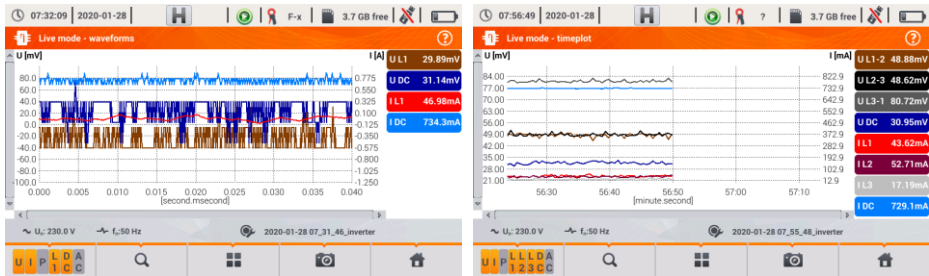 07:32:09 2020-01-28 H F-x 3.7 GB free
Live mode - waveforms ?
U [mV] I [A]
80.0 0.775
60.0 0.550
40.0 0.325
20.0 0.100
0.0 -0.125
-20.0 -0.350
-40.0 -0.575
-60.0 -0.800
-80.0 -1.025
-100.0 -1.250
0.000 0.005 0.010 0.015 0.020 0.025 0.030 0.035 0.040
[second.msecond]
U L1 29.89mV
U DC 31.14mV
I L1 46.98mA
I DC 734.3mA
Uₙ: 230.0 V fₙ:50 Hz 2020-01-28 07_31_46_inverter
U I P L D A
1 C C
07:56:49 2020-01-28 H ? 3.7 GB free
Live mode - timeplot ?
U [mV] I [mA]
84.00 822.9
77.00 732.9
70.00 642.9
63.00 552.9
56.00 462.9
49.00 372.9
42.00 282.9
35.00 192.9
28.00 102.9
21.00 12.9
56:30 56:40 56:50 57:00 57:10
[minute.second]
U L1-2 48.88mV
U L2-3 48.62mV
U L3-1 80.72mV
U DC 30.95mV
I L1 43.62mA
I L2 52.71mA
I L3 17.19mA
I DC 729.1mA
Uₙ: 230.0 V fₙ:50 Hz 2020-01-28 07_55_48_inverter
U I P L L L D A
1 2 3 C C